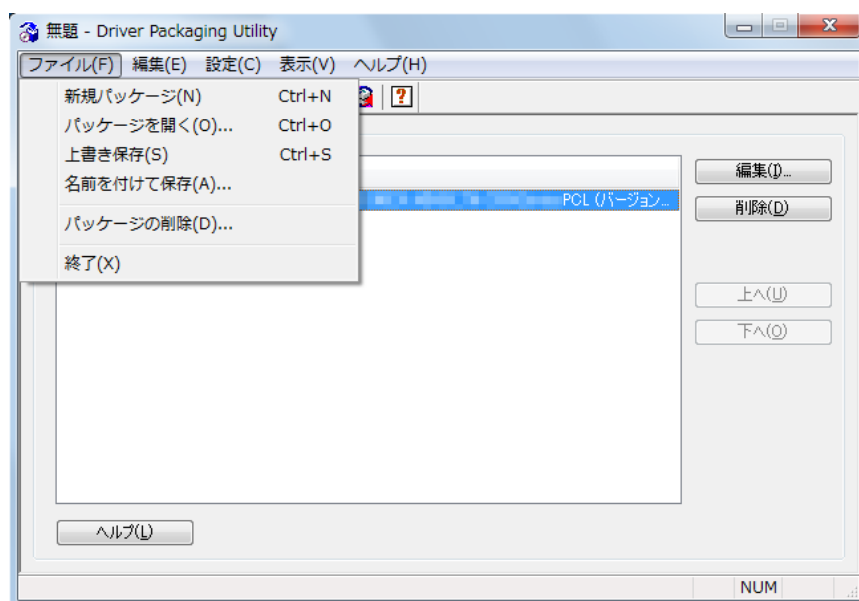 無題 - Driver Packaging Utility
ファイル(F) 編集(E) 設定(C) 表示(V) ヘルプ(H)
新規パッケージ(N) Ctrl+N
パッケージを開く(O)... Ctrl+O
上書き保存(S) Ctrl+S
名前を付けて保存(A)...
パッケージの削除(D)...
終了(X)
PCL (バージョン...
編集(I)...
削除(D)
上へ(U)
下へ(O)
ヘルプ(L)
NUM